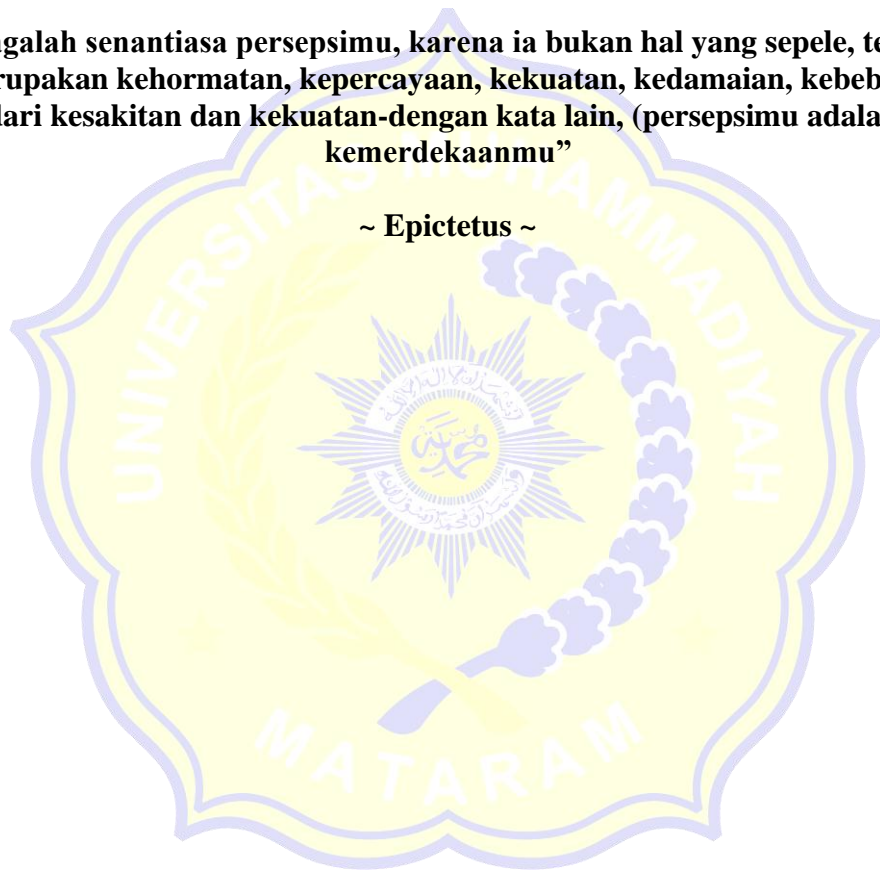 galah senantiasa persepsimu, karena ia bukan hal yang sepele, te
rupakan kehormatan, kepercayaan, kekuatan, kedamaian, kebeb
dari kesakitan dan kekuatan-dengan kata lain, (persepsimu adala
kemerdekaanmu”
~ Epictetus ~
UNIVERSITAS MUHAMMADIYAH
MATARAM